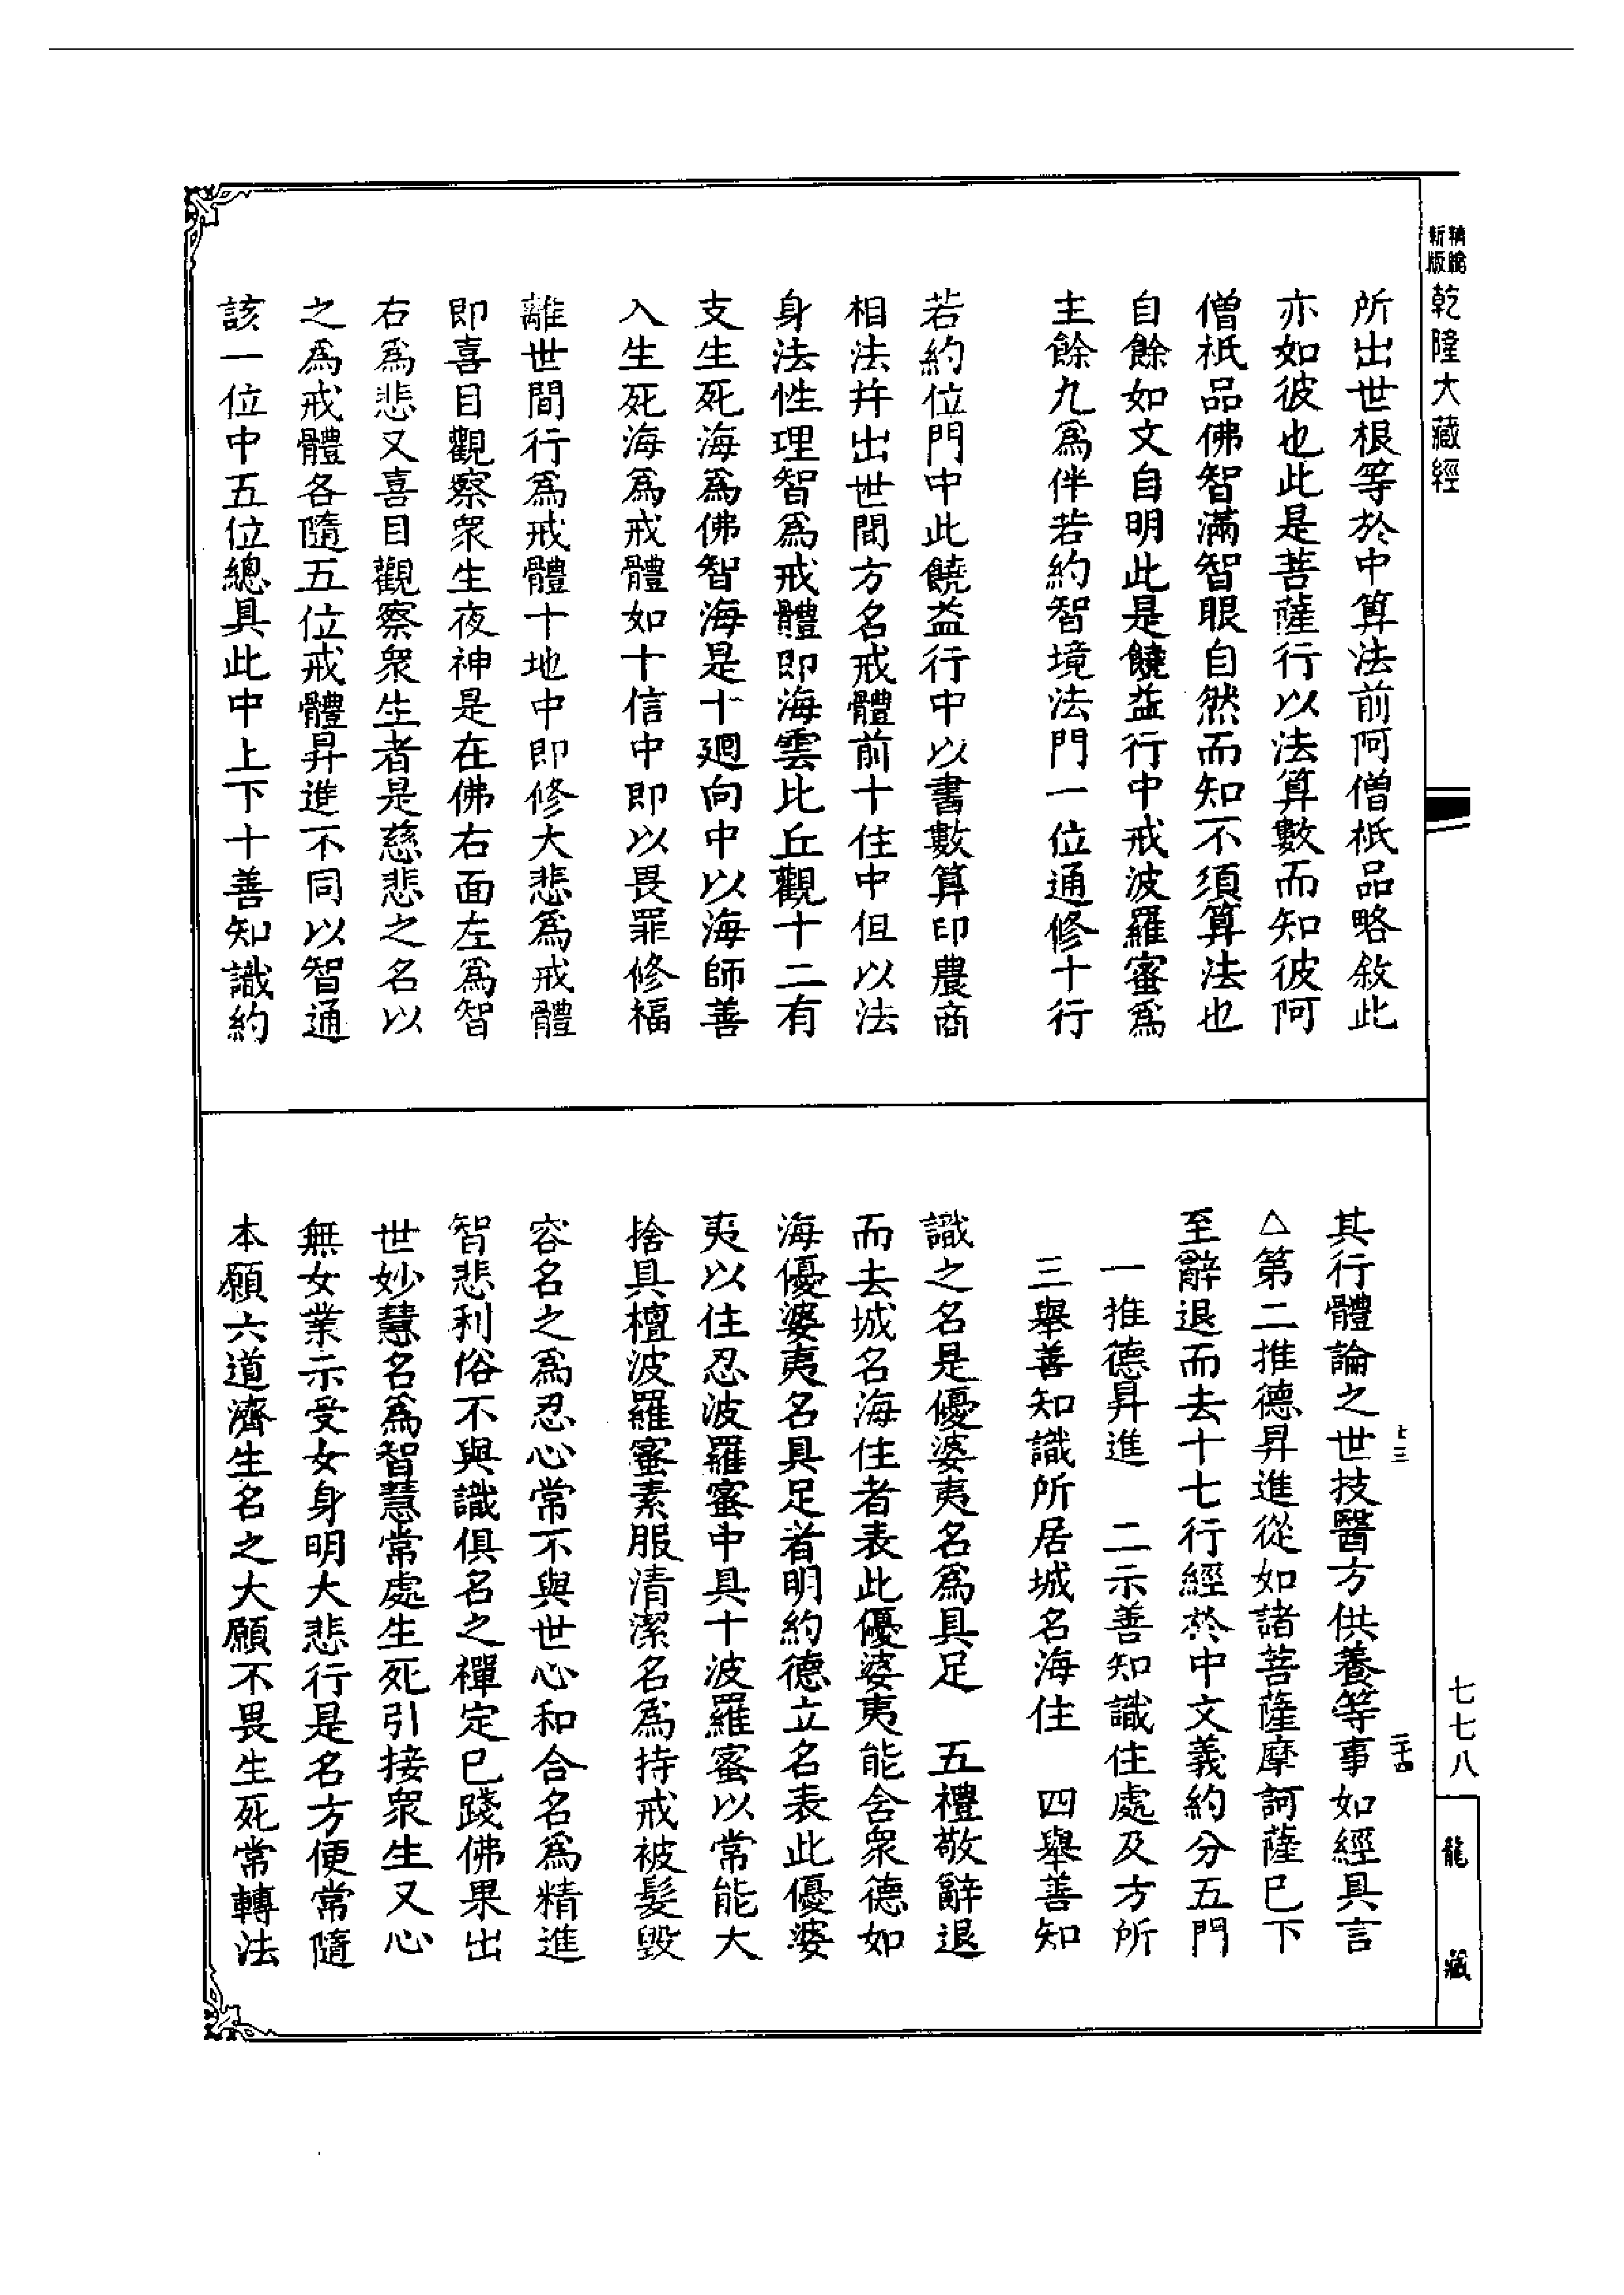 乾隆大藏經
所出世根等於中算法前阿僧祇品略敘此
亦如彼也此是菩薩行以法算數而知彼阿
僧祇品佛智滿智眼自然而知不須算法也
自餘如文自明此是饒益行中戒波羅蜜爲
主餘九爲伴若約智境法門一位通修十行
若約位門中此饒益行中以書數算印農商
相法幷出世間方名戒體前十住中但以法
身法性理智爲戒體即海雲比丘觀十二有
支生死海爲佛智海是十廻向中以海師善
入生死海爲戒體如十信中即以畏罪修福
離世間行爲戒體十地中即修大悲爲戒體
即喜目觀察衆生夜神是在佛右面左爲智
右爲悲又喜目觀察衆生者是慈悲之名以
之爲戒體各隨五位戒體昇進不同以智通
該一位中五位總具此中上下十善知識約
其行體論之世技醫方供養等事如經具言
△第二推德昇進從如諸菩薩摩訶薩巳下
至辭退而去十七行經於中文義約分五門
一推德昇進　二示善知識住處及方所
三舉善知識所居城名海住　四舉善知
識之名是優婆夷名爲具足　五禮敬辭退
而去城名海住者表此優婆夷能含衆德如
海優婆夷名具足者明約德立名表此優婆
夷以住忍波羅蜜中具十波羅蜜以常能大
捨具檀波羅蜜素服清潔名爲持戒被髮毀
容名之爲忍心常不與世心和合名爲精進
智悲利俗不與識俱名之禪定巳踐佛果出
世妙慧名爲智慧常處生死引接衆生又心
無女業示受女身明大悲行是名方便常隨
本願六道濟生名之大願不畏生死常轉法
七七八
龍藏